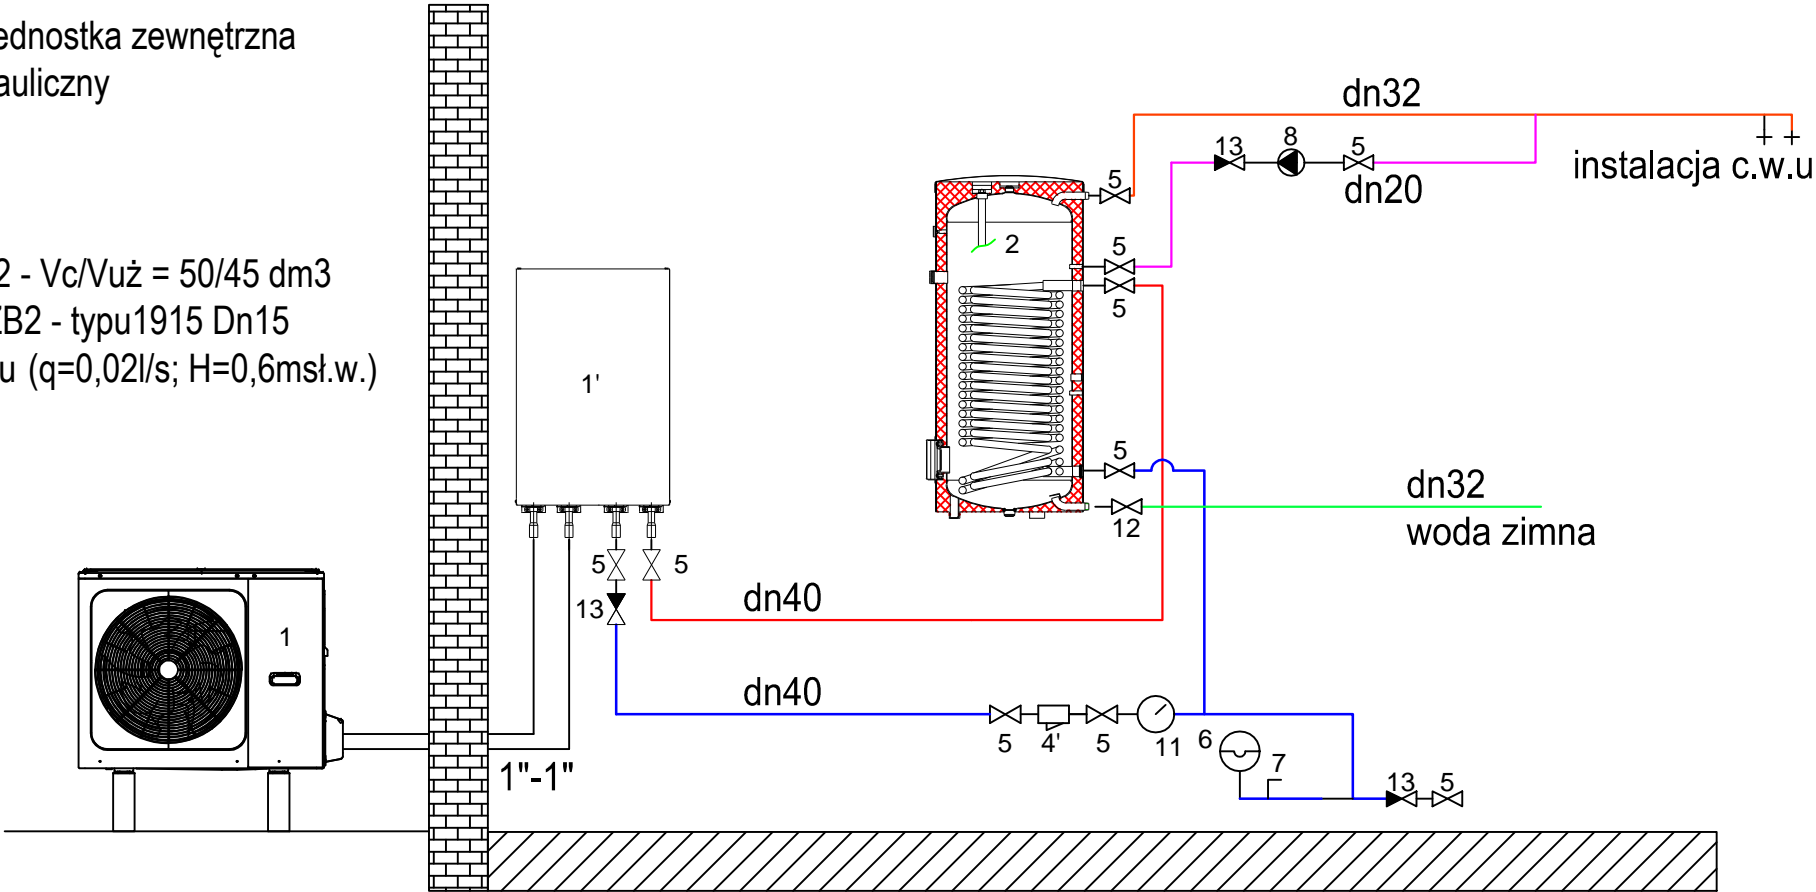 ednostka zewnętrzna
auliczny
2 - Vc/Vuż = 50/45 dm3
ZB2 - typu1915 Dn15
u (q=0,02l/s; H=0,6msł.w.)
dn32
13
8
5
dn20
instalacja c.w.u
5
2
5
5
1'
5
dn32
12
woda zimna
5
5
13
dn40
1
dn40
5
4'
5
11
6
7
13
5
1"-1"